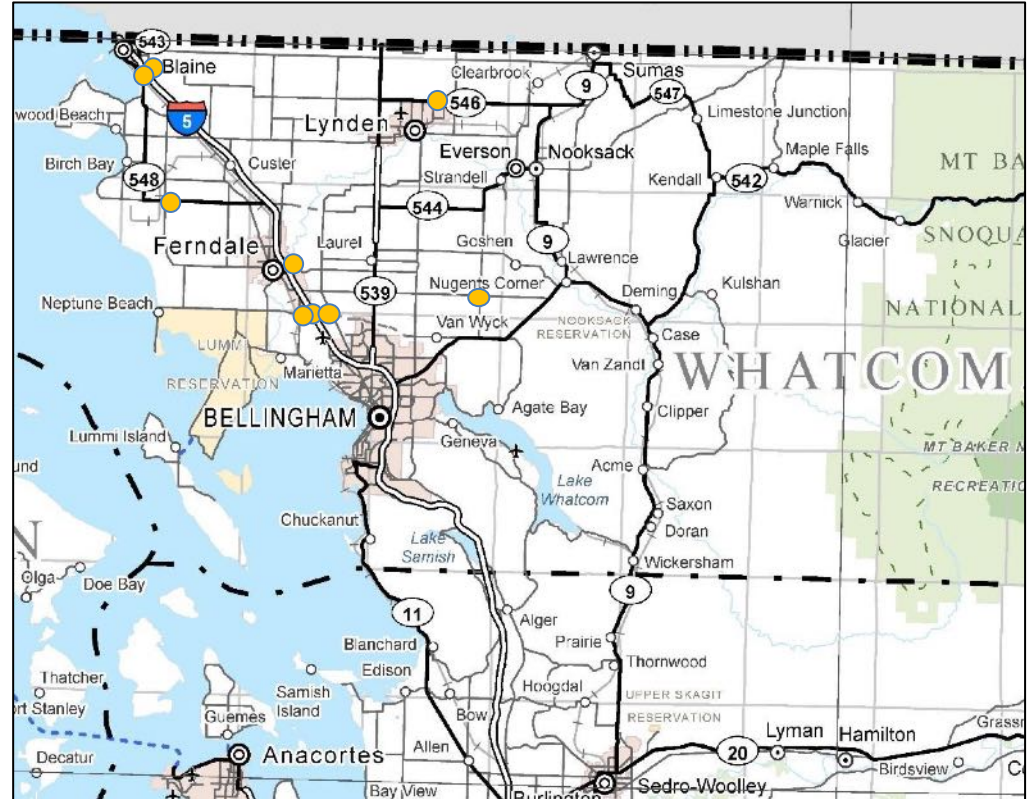 543
Blaine
Clearbrook
9
Sumas
547
546
5
Lynden
Limestone Junction
wood Beach
Everson
Nooksack
Maple Falls
MT BA
Birch Bay
Custer
548
Strandell
Kendall
542
544
Warnick
Ferndale
Laurel
Goshen
9
Glacier
SNOQUA
Lawrence
539
Nugents Corner
Deming
Kulshan
NATIONAL
Neptune Beach
Van Wyck
NOOKSACK
RESERVATION
Case
LUMMI
RESERVATION
Marietta
Van Zandt
WHATCOM
BELLINGHAM
Agate Bay
Clipper
Lummi Island
Geneva
MT BAKER N
und
Acme
RECREATIO
Lake
Whatcom
Saxon
Chuckanut
Doran
N
Lake
Samish
Wickersham
Olga
Doe Bay
9
11
Alger
Blanchard
Prairie
Edison
Thornwood
Thatcher
Samish
Island
Hoogdal
UPPER SKAGIT
RESERVATION
rt Stanley
Guemes
Bow
Lyman
Hamilton
Grassm
Decatur
Anacortes
Allen
20
Birdsview
C
Bay View
Burlington
Sedro-Woolley